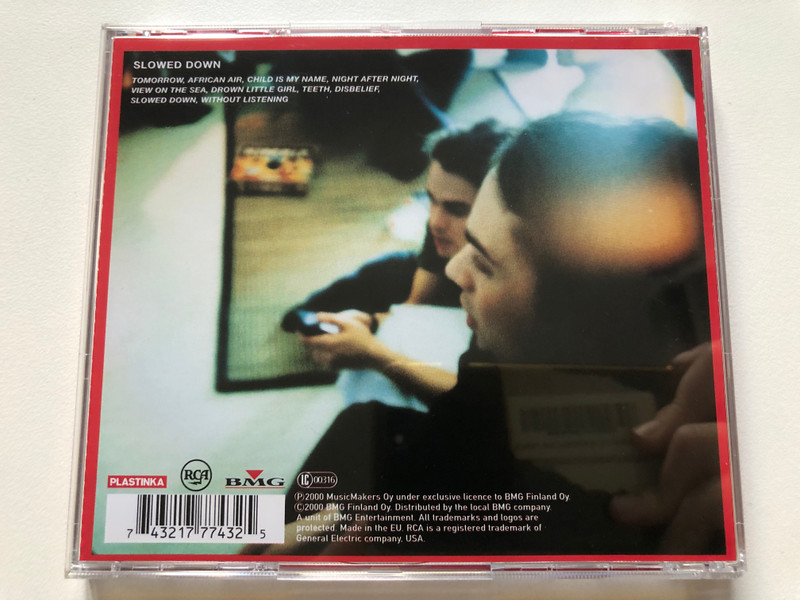 SLOWED DOWN
TOMORROW, AFRICAN AIR, CHILD IS MY NAME, NIGHT AFTER NIGHT,
VIEW ON THE SEA, DROWN LITTLE GIRL, TEETH, DISBELIEF,
SLOWED DOWN, WITHOUT LISTENING
PLASTINKA
RCA
BMG
LC 00316
7 43217 77432 5
Ⓟ2000 MusicMakers Oy under exclusive licence to BMG Finland Oy.
©2000 BMG Finland Oy. Distributed by the local BMG company.
A unit of BMG Entertainment. All trademarks and logos are
protected. Made in the EU. RCA is a registered trademark of
General Electric company, USA.